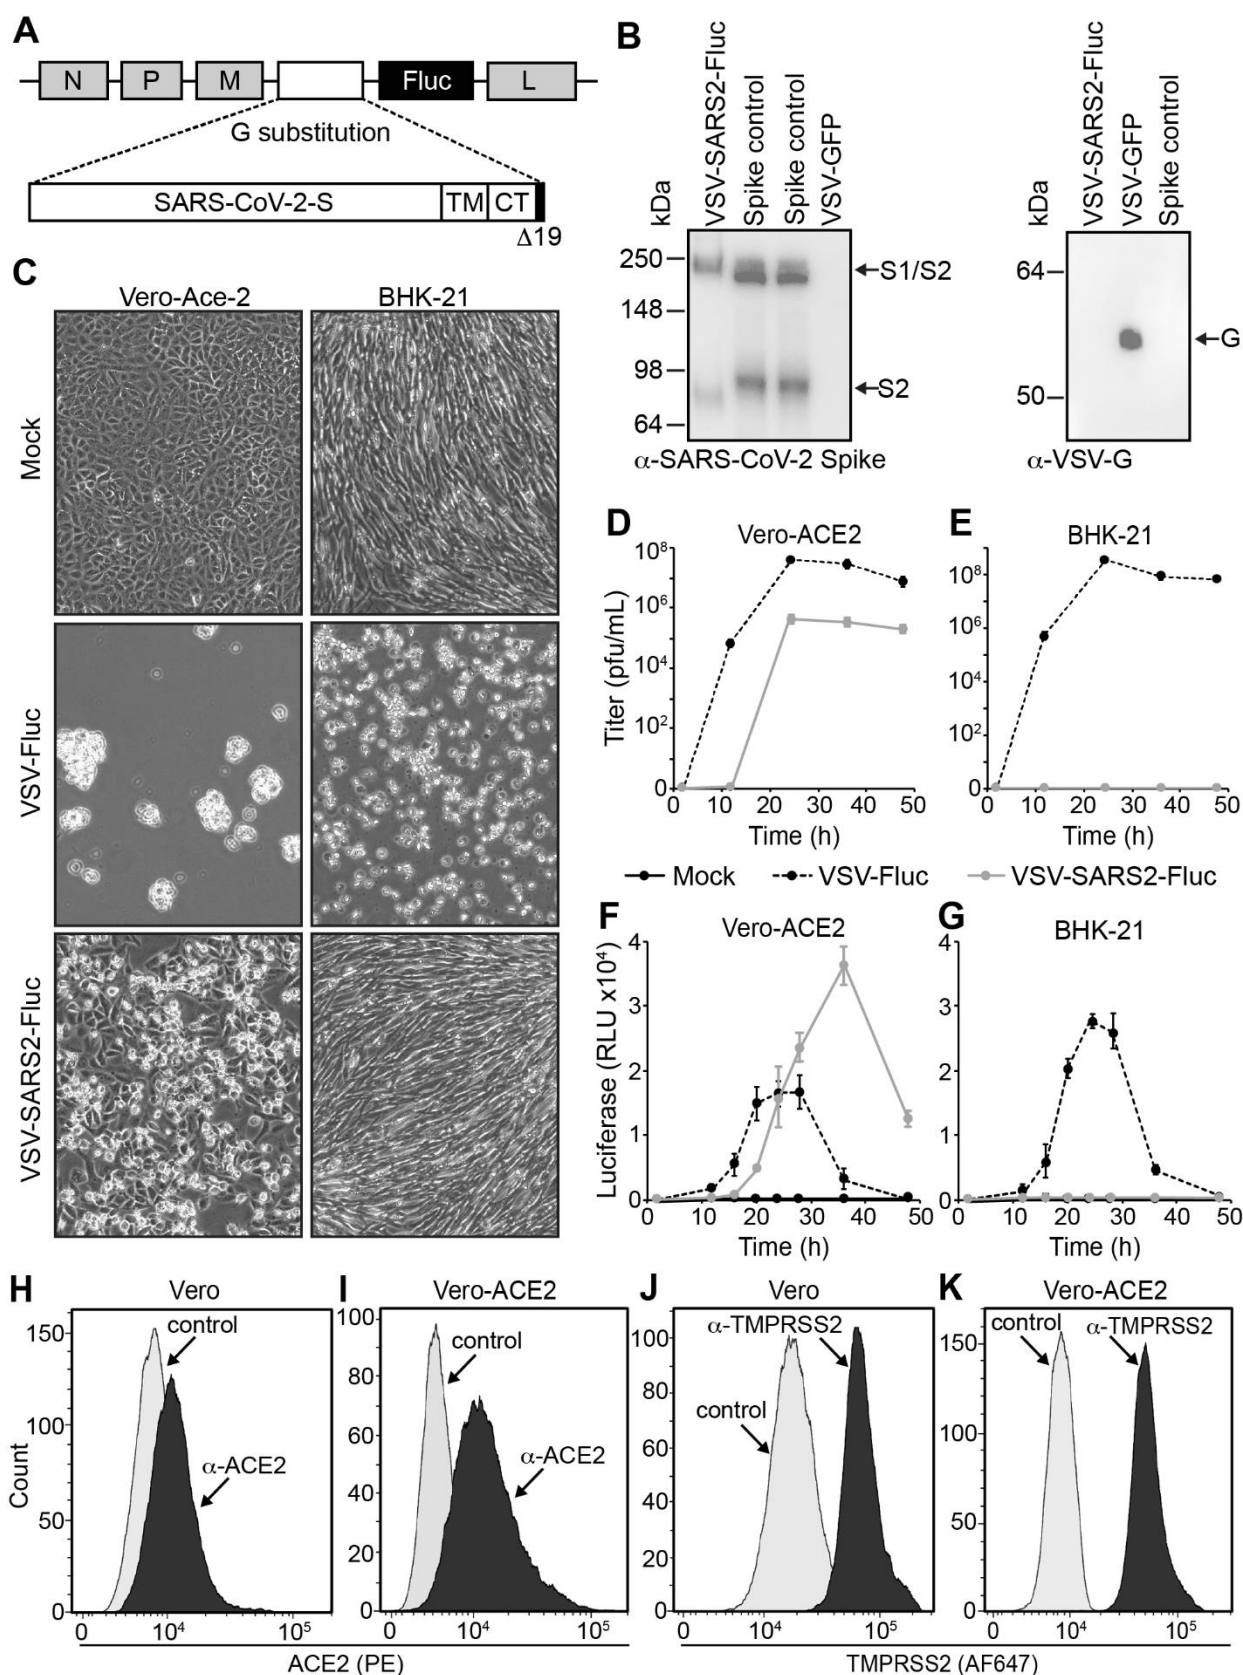 A
N
P
M
Fluc
L
G substitution
SARS-CoV-2-S
TM
CT
Δ19
B
kDa
VSV-SARS2-Fluc
Spike control
Spike control
VSV-GFP
250
148
98
64
S1/S2
S2
α-SARS-CoV-2 Spike
kDa
VSV-SARS2-Fluc
VSV-GFP
Spike control
64
50
G
α-VSV-G
C
Vero-Ace-2
BHK-21
Mock
VSV-Fluc
VSV-SARS2-Fluc
D
Vero-ACE2
Titer (pfu/mL)
10⁸
10⁶
10⁴
10²
0
0 10 20 30 40 50
Time (h)
E
BHK-21
10⁸
10⁶
10⁴
10²
0
0 10 20 30 40 50
Time (h)
Mock
VSV-Fluc
VSV-SARS2-Fluc
F
Vero-ACE2
Luciferase (RLU x10⁴)
4
3
2
1
0
0 10 20 30 40 50
Time (h)
G
BHK-21
4
3
2
1
0
0 10 20 30 40 50
Time (h)
H
Vero
control
α-ACE2
Count
150
100
50
0
0 10⁴ 10⁵
I
Vero-ACE2
control
α-ACE2
100
80
60
40
20
0
0 10⁴ 10⁵
ACE2 (PE)
J
Vero
α-TMPRSS2
control
100
80
60
40
20
0
0 10⁴ 10⁵
K
Vero-ACE2
control
α-TMPRSS2
150
100
50
0
0 10⁴ 10⁵
TMPRSS2 (AF647)